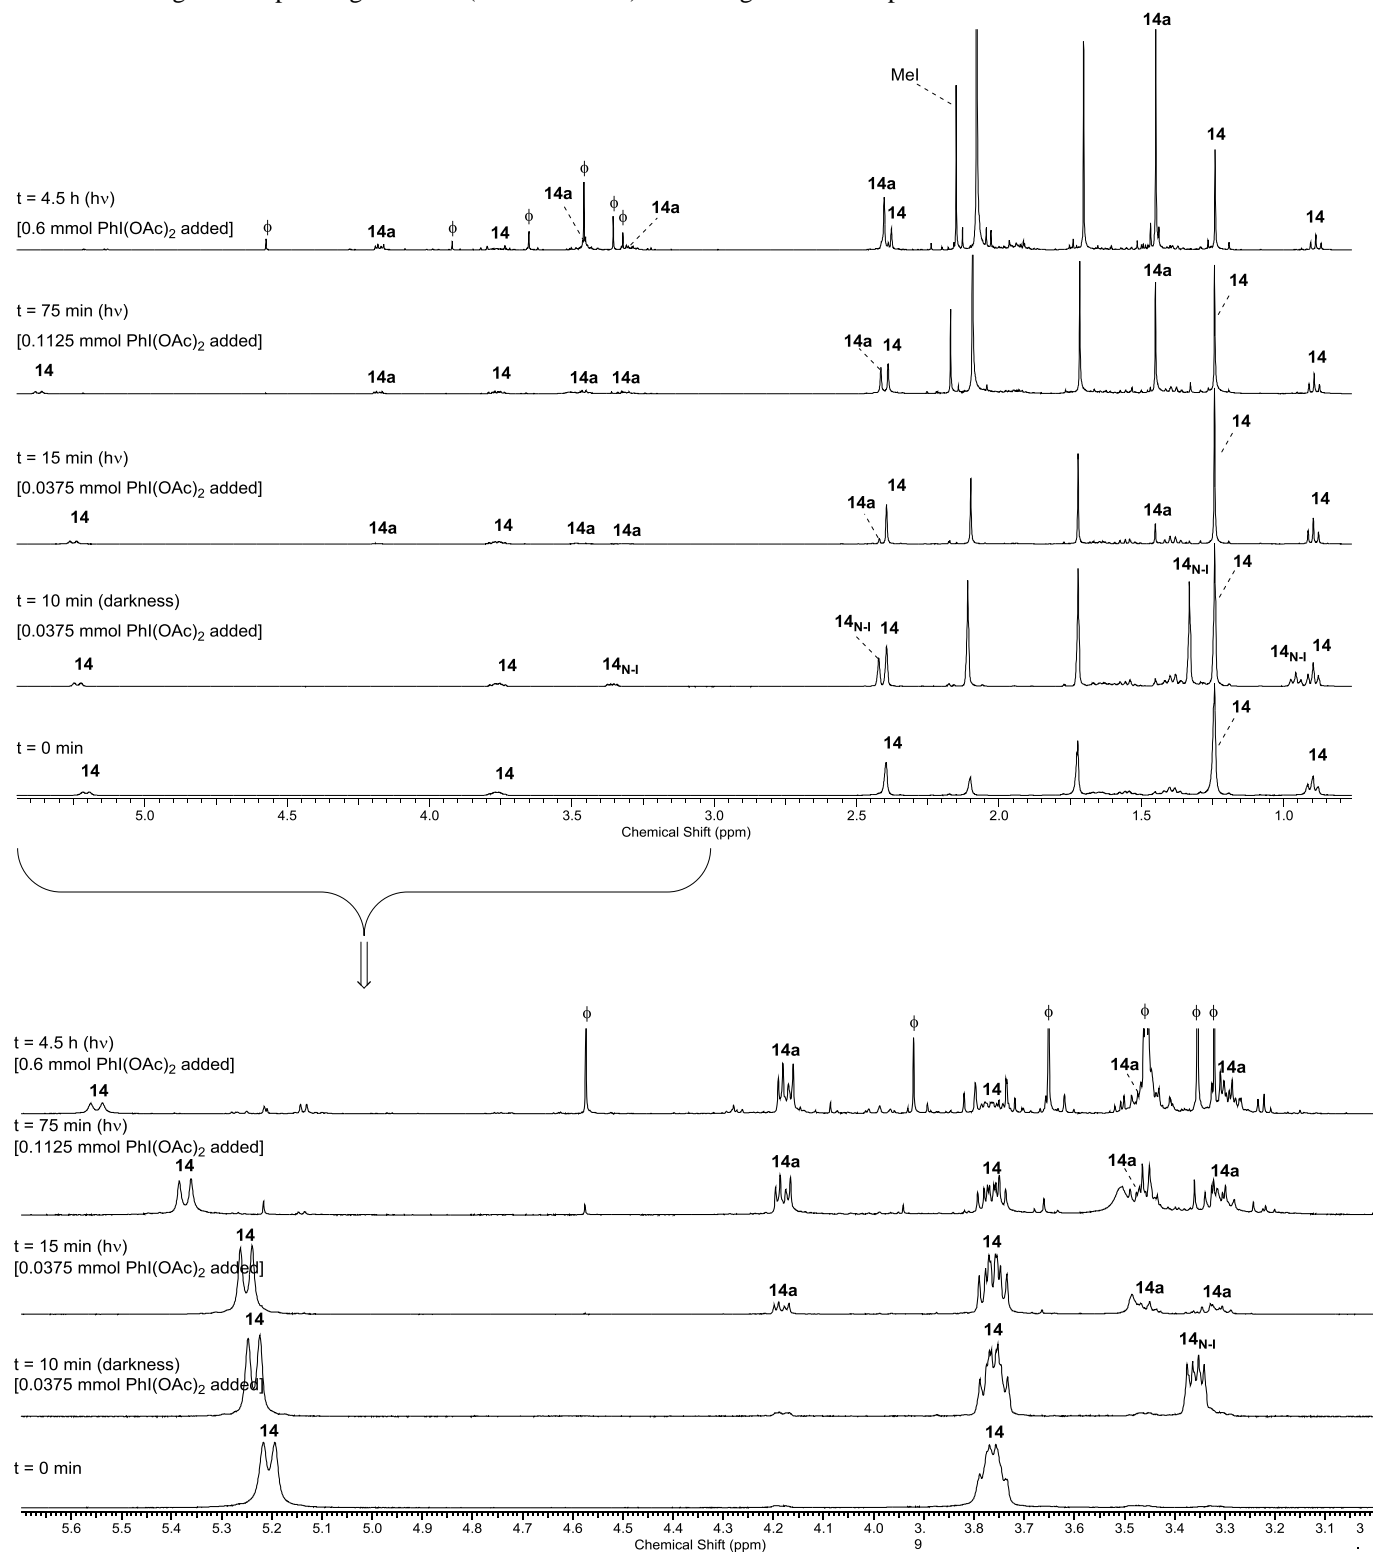 14a
MeI
14
ϕ
14a
t = 4.5 h (hν)
14a
14
14a
ϕ
ϕ
ϕ
14
[0.6 mmol PhI(OAc)2 added]
ϕ
14a
ϕ
14
ϕ
14a
14
t = 75 min (hν)
[0.1125 mmol PhI(OAc)2 added]
14a
14
14
14
14a
14
14a
14a
14
t = 15 min (hν)
[0.0375 mmol PhI(OAc)2 added]
14
14
14a
14a
14
14
14a
14
14a
14a
14N-I
14
t = 10 min (darkness)
[0.0375 mmol PhI(OAc)2 added]
14N-I
14
14N-I
14
14
14
14N-I
14
t = 0 min
14
14
14
14
5.0 4.5 4.0 3.5 3.0 2.5 2.0 1.5 1.0
Chemical Shift (ppm)
ϕ
ϕ
ϕ
ϕ
ϕ
ϕ
t = 4.5 h (hν)
[0.6 mmol PhI(OAc)2 added]
14
14a
14
14a
14a
t = 75 min (hν)
[0.1125 mmol PhI(OAc)2 added]
14
14a
14
14a
14a
t = 15 min (hν)
[0.0375 mmol PhI(OAc)2 added]
14
14a
14
14a
14a
14
14
14N-I
t = 10 min (darkness)
[0.0375 mmol PhI(OAc)2 added]
14
14
t = 0 min
5.6 5.5 5.4 5.3 5.2 5.1 5.0 4.9 4.8 4.7 4.6 4.5 4.4 4.3 4.2 4.1 4.0 3. 3.8 3.7 3.6 3.5 3.4 3.3 3.2 3.1 3
Chemical Shift (ppm)
9
.